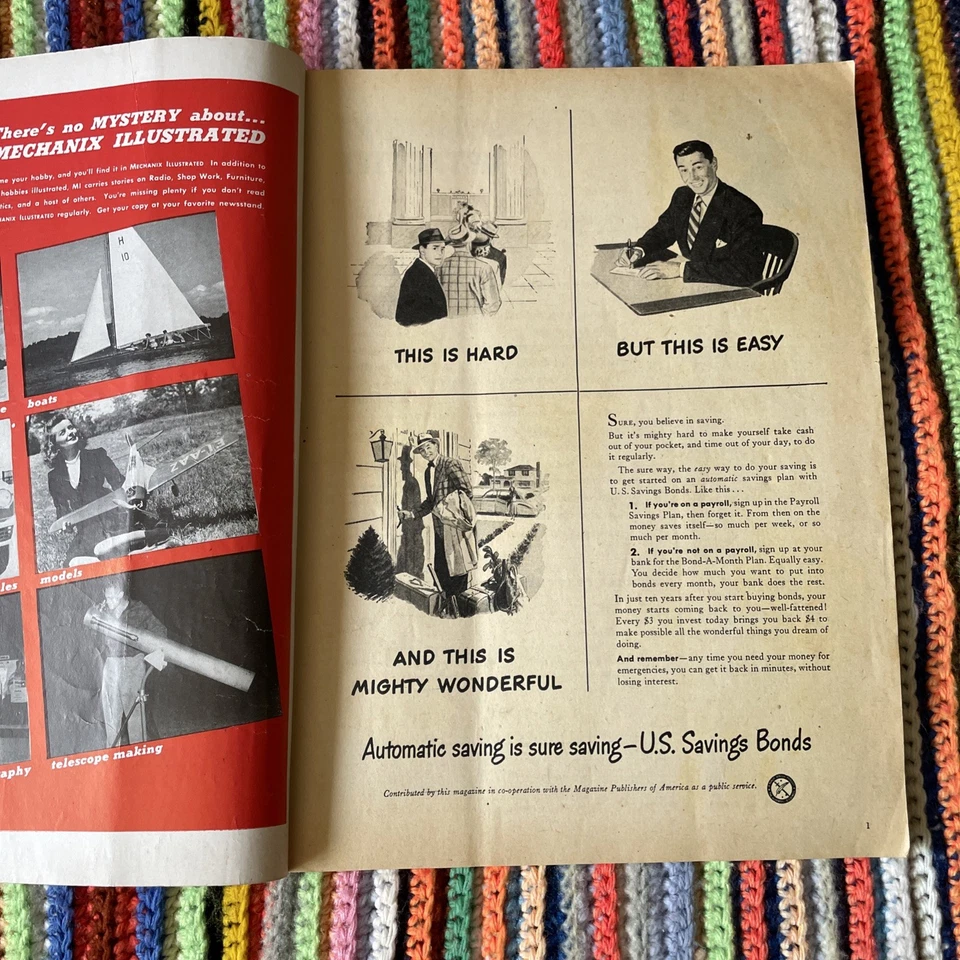 There's no MYSTERY about...
MECHANIX ILLUSTRATED
me your hobby, and you'll find it in MECHANIX ILLUSTRATED In addition to
hobbies illustrated, MI carries stories on Radio, Shop Work, Furniture,
tics, and a host of others. You're missing plenty if you don't read
HANIX ILLUSTRATED regularly. Get your copy at your favorite newsstand.
H
10
boats
models
telescope making
aphy
THIS IS HARD
BUT THIS IS EASY
AND THIS IS
MIGHTY WONDERFUL
SURE, you believe in saving.
But it's mighty hard to make yourself take cash
out of your pocket, and time out of your day, to do
it regularly.
The sure way, the easy way to do your saving is
to get started on an automatic savings plan with
U. S. Savings Bonds. Like this...
1. If you're on a payroll, sign up in the Payroll
Savings Plan, then forget it. From then on the
money saves itself—so much per week, or so
much per month.
2. If you're not on a payroll, sign up at your
bank for the Bond-A-Month Plan. Equally easy.
You decide how much you want to put into
bonds every month, your bank does the rest.
In just ten years after you start buying bonds, your
money starts coming back to you—well-fattened!
Every $3 you invest today brings you back $4 to
make possible all the wonderful things you dream of
doing.
And remember—any time you need your money for
emergencies, you can get it back in minutes, without
losing interest.
Automatic saving is sure saving—U.S. Savings Bonds
Contributed by this magazine in co-operation with the Magazine Publishers of America as a public service.
1